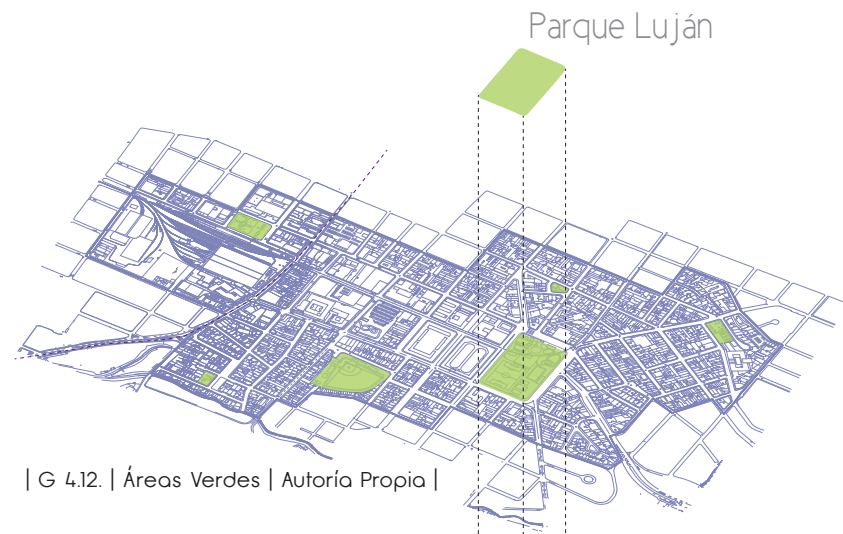 Parque Luján
| G 4.12. | Áreas Verdes | Autoría Propia |